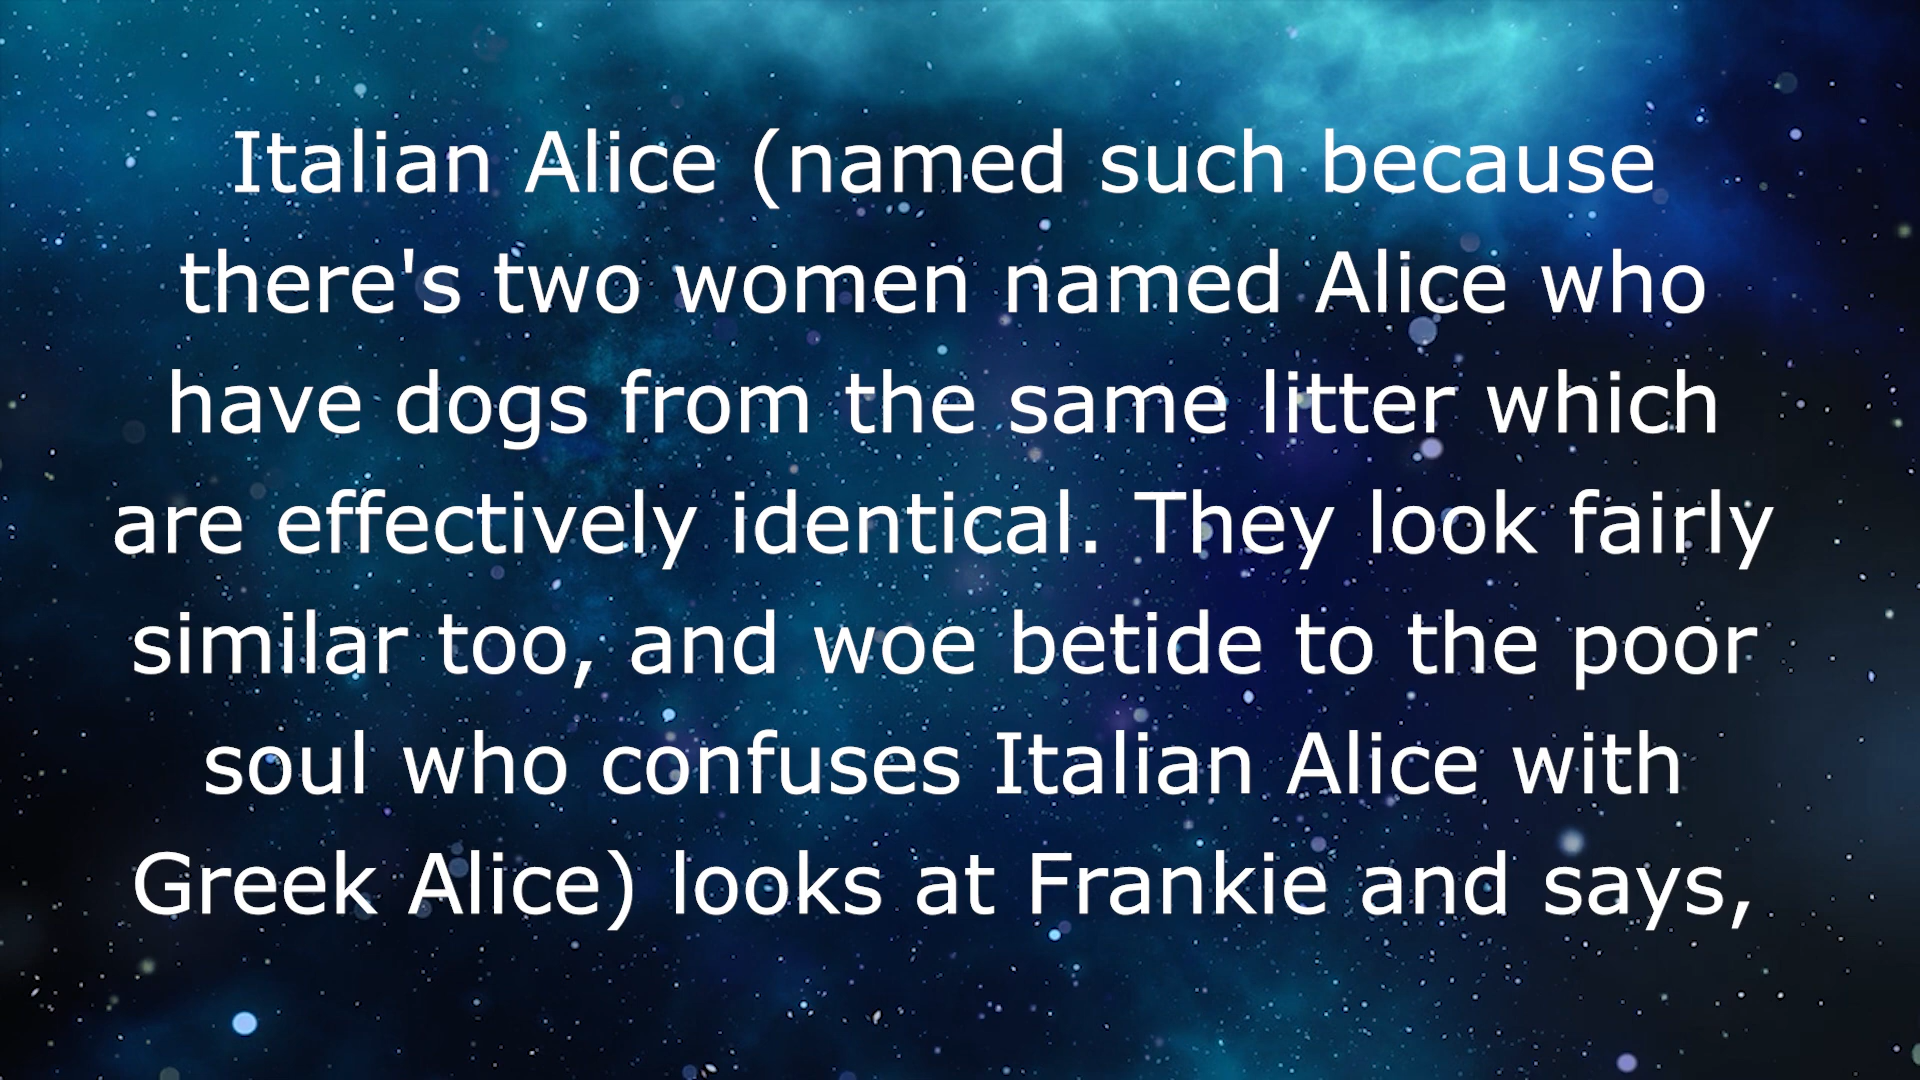 Italian Alice (named such because
there's two women named Alice who
have dogs from the same litter which
are effectively identical. They look fairly
similar too, and woe betide to the poor
soul who confuses Italian Alice with
Greek Alice) looks at Frankie and says,